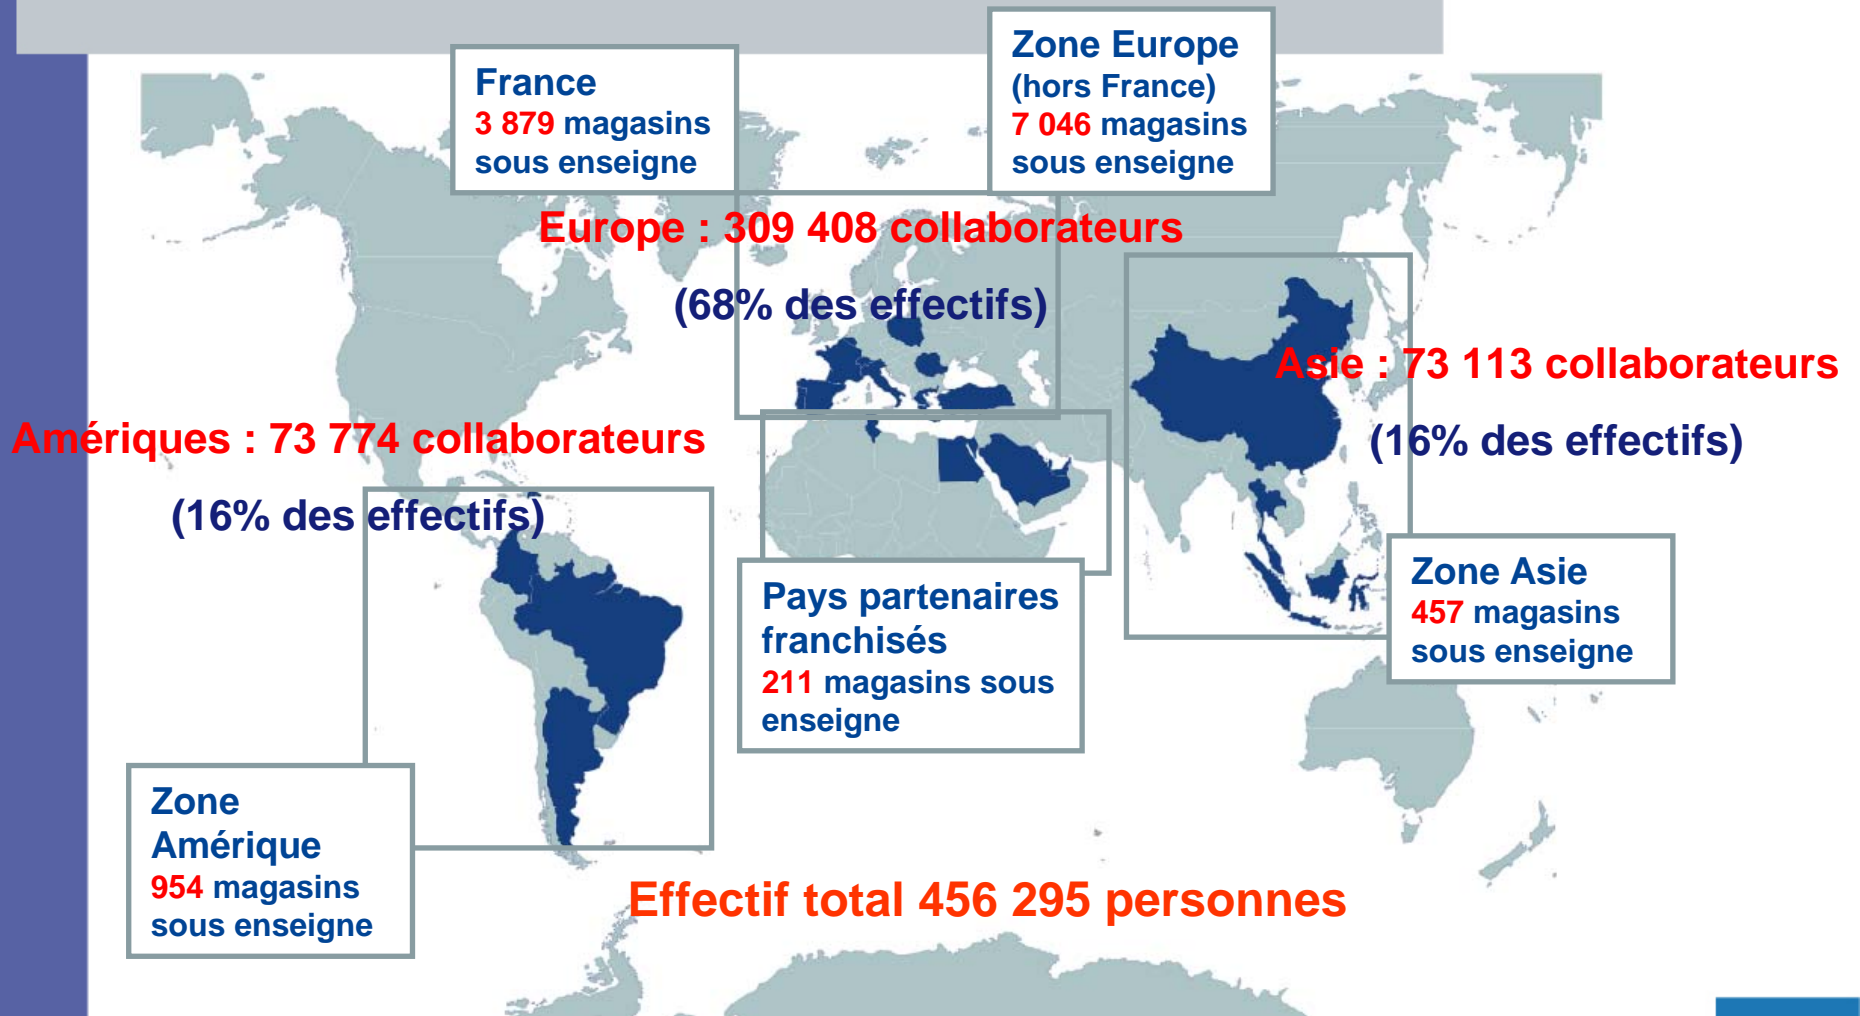 France
3 879 magasins
sous enseigne
Zone Europe
(hors France)
7 046 magasins
sous enseigne
Europe : 309 408 collaborateurs
(68% des effectifs)
Asie : 73 113 collaborateurs
(16% des effectifs)
Amériques : 73 774 collaborateurs
(16% des effectifs)
Pays partenaires
franchisés
211 magasins sous
enseigne
Zone Asie
457 magasins
sous enseigne
Zone
Amérique
954 magasins
sous enseigne
Effectif total 456 295 personnes